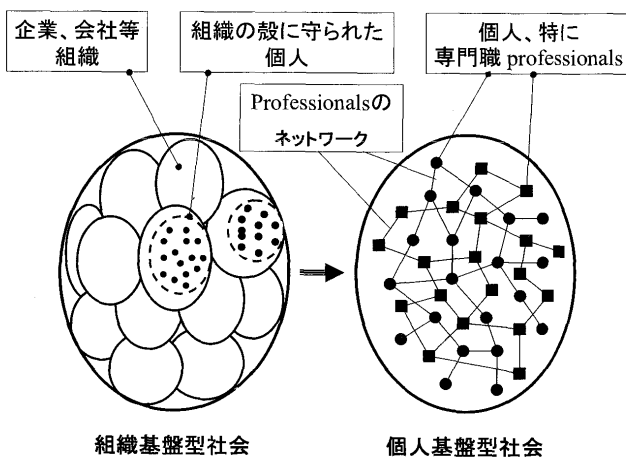 企業、会社等
組織
組織の殻に守られた
個人
個人、特に
専門職 professionals
Professionalsの
ネットワーク
組織基盤型社会
個人基盤型社会